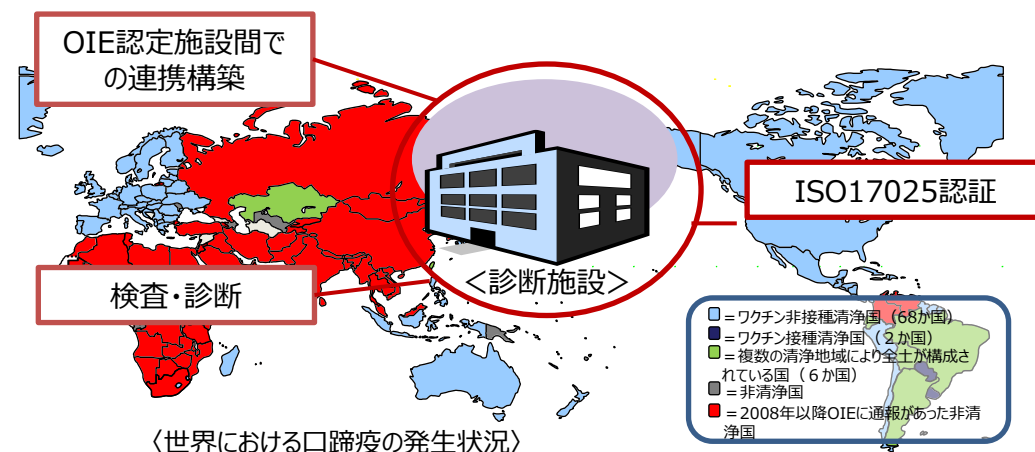 OIE認定施設間で
の連携構築
ISO17025認証
検査・診断
＜診断施設＞
＝ワクチン非接種清浄国（68か国）
＝ワクチン接種清浄国（２か国）
＝複数の清浄地域により全土が構成さ
れている国（６か国）
＝非清浄国
＝2008年以降OIEに通報があった非清
浄国
〈世界における口蹄疫の発生状況〉